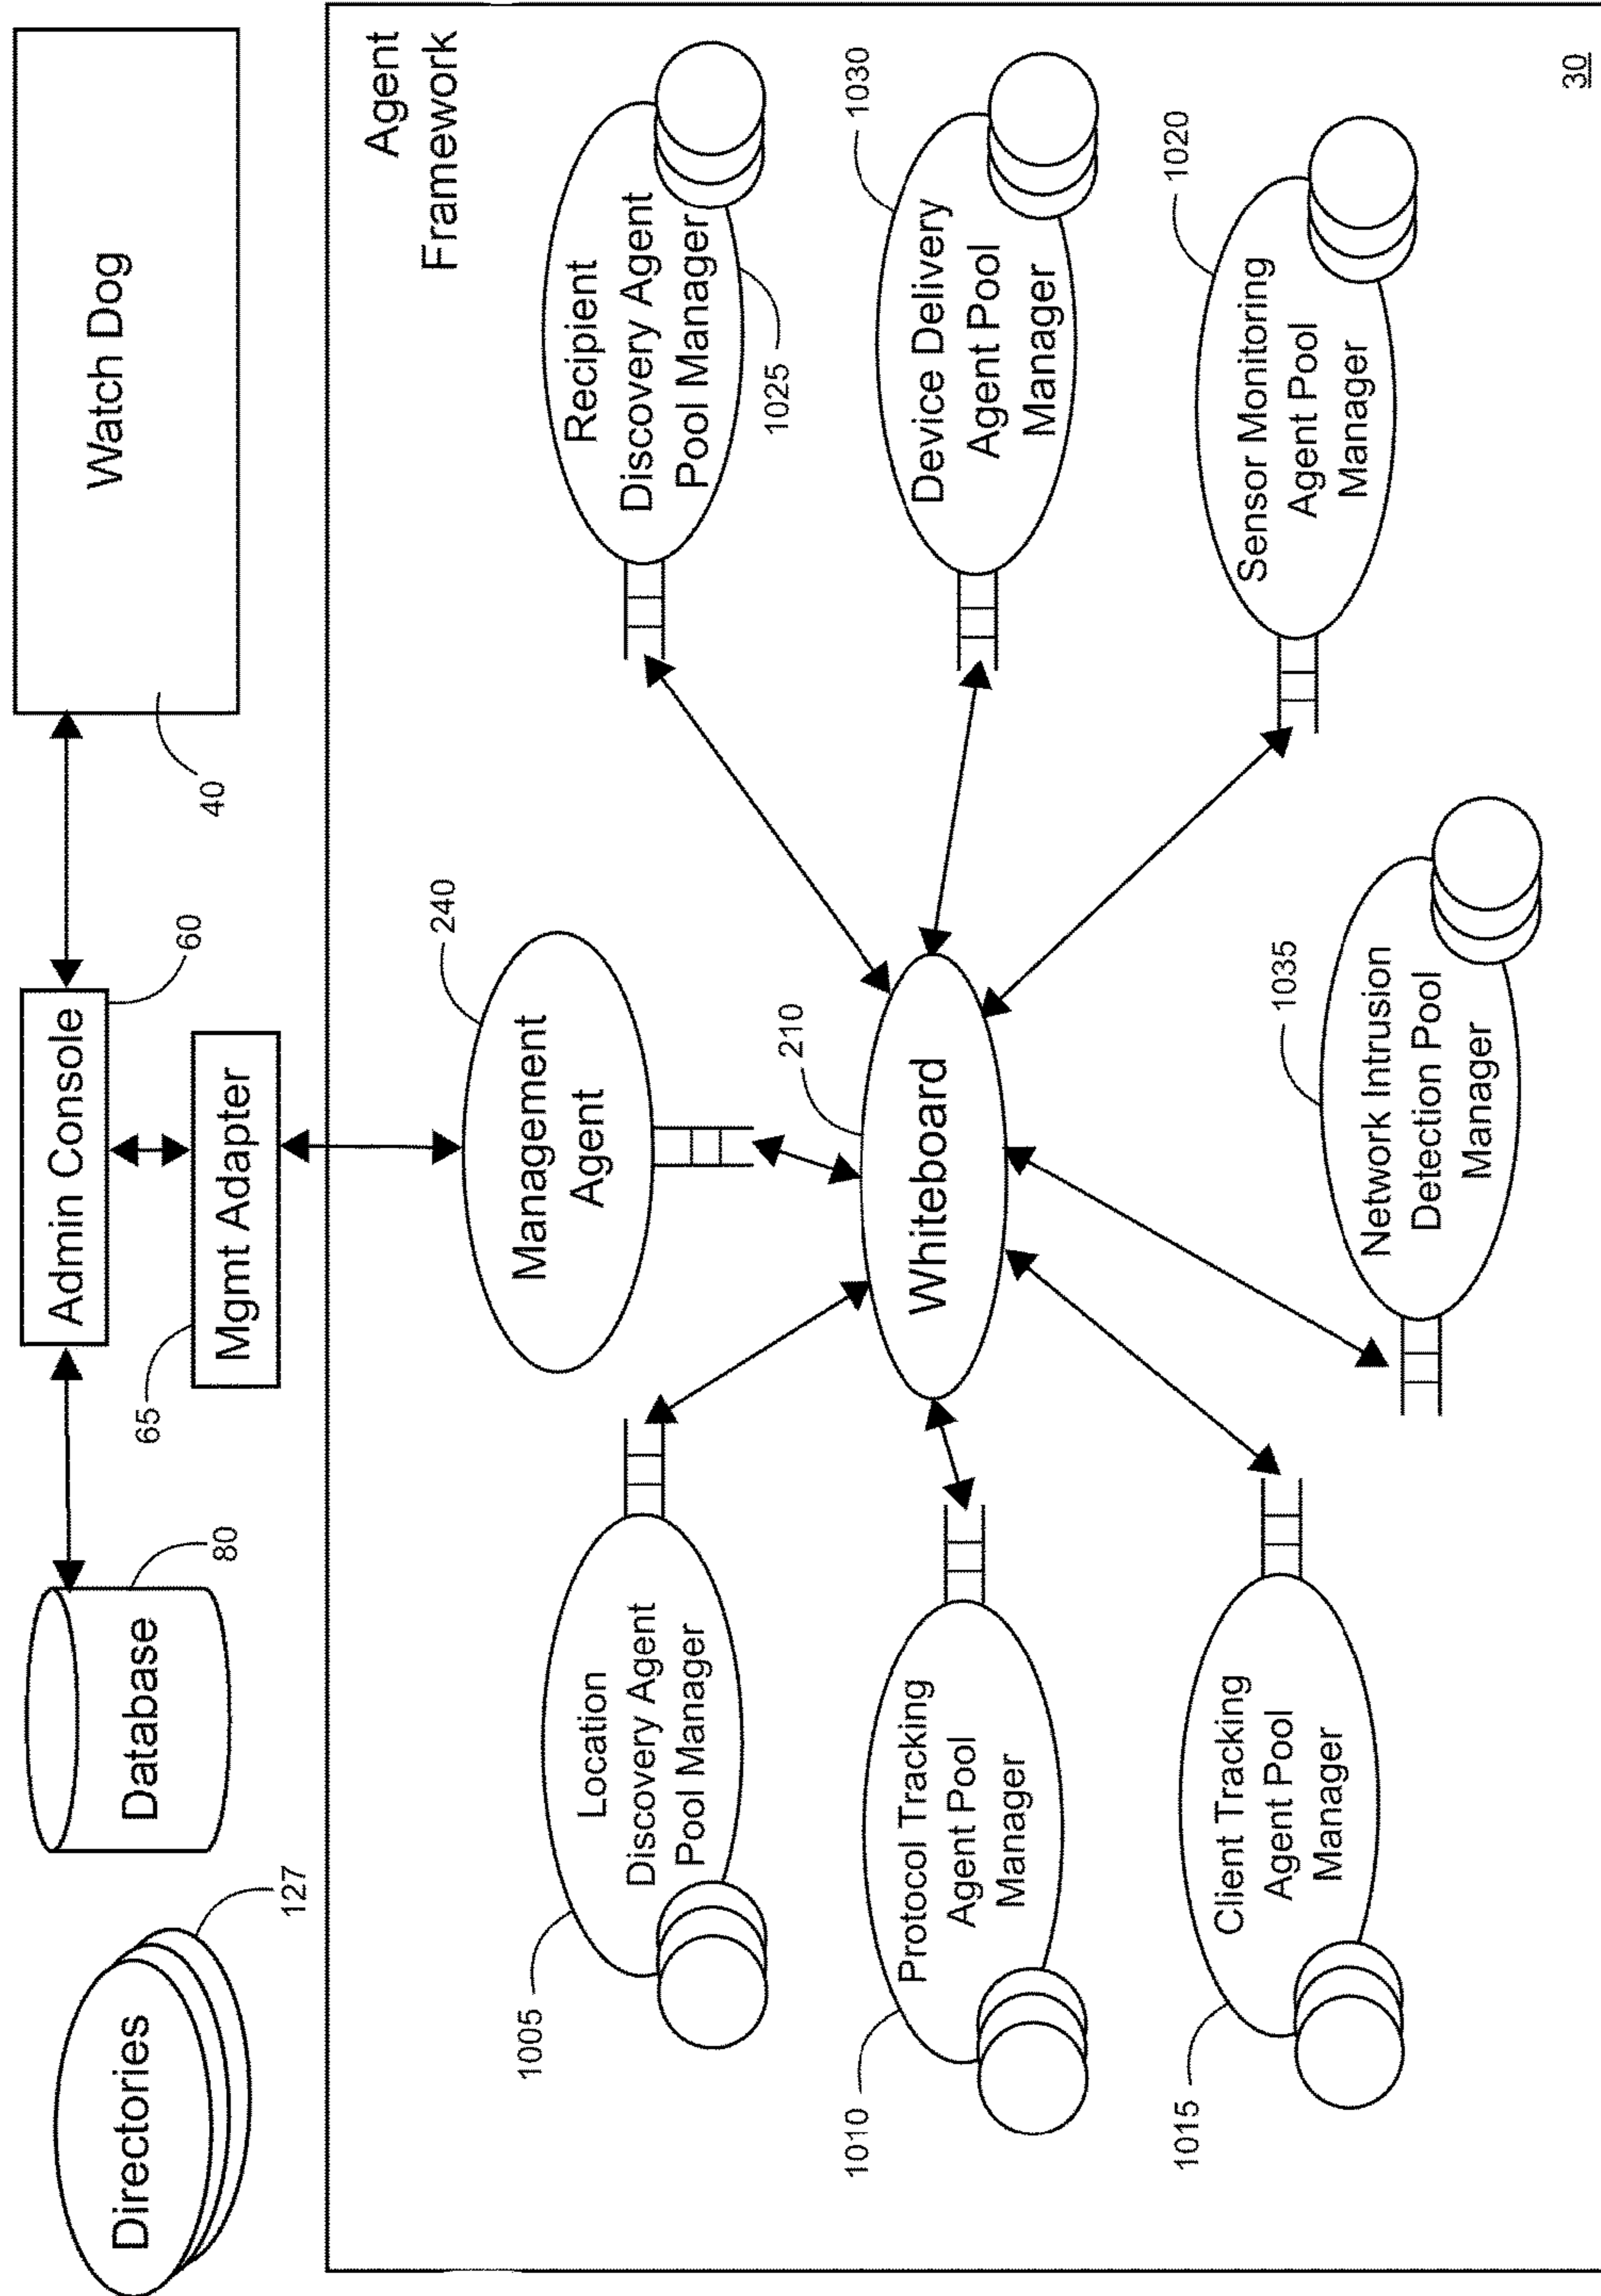 Directories
127
Database
80
Admin Console
60
65
Mgmt Adapter
Watch Dog
40
Agent
Framework
Management
Agent
240
Location
Discovery Agent
Pool Manager
1005
Recipient
Discovery Agent
Pool Manager
1025
Whiteboard
210
Protocol Tracking
Agent Pool
Manager
1010
Device Delivery
Agent Pool
Manager
1030
Client Tracking
Agent Pool
Manager
1015
Network Intrusion
Detection Pool
Manager
1035
Sensor Monitoring
Agent Pool
Manager
1020
30